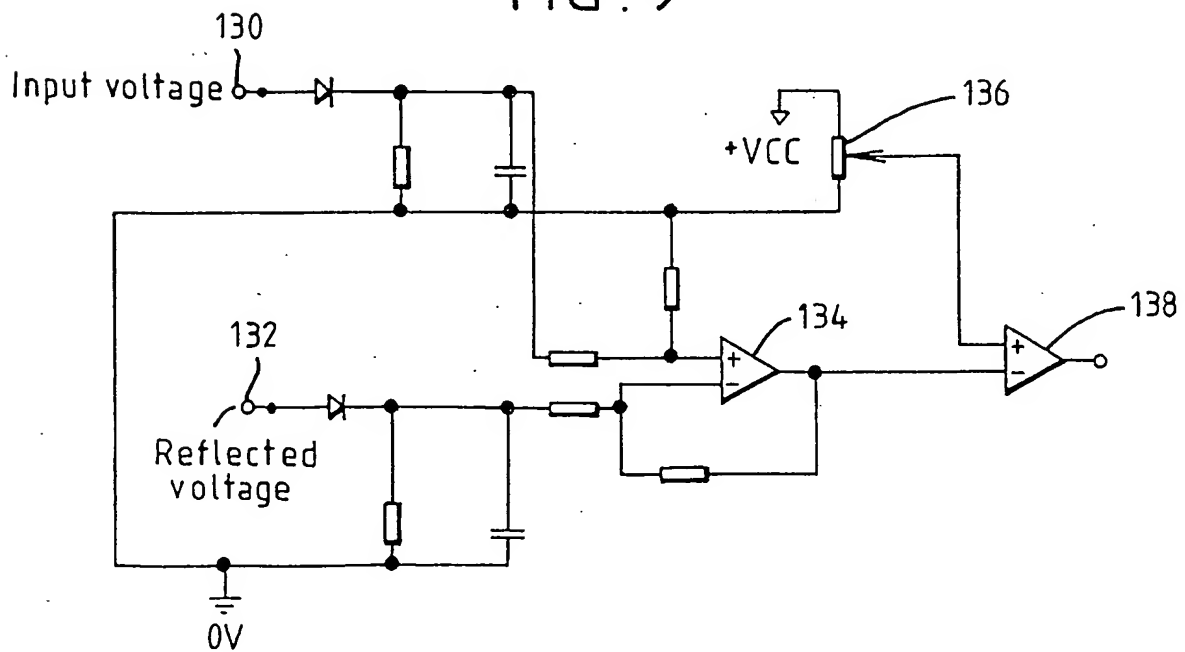 130
Input voltage
136
+VCC
+
−
134
+
−
138
132
Reflected
voltage
0V